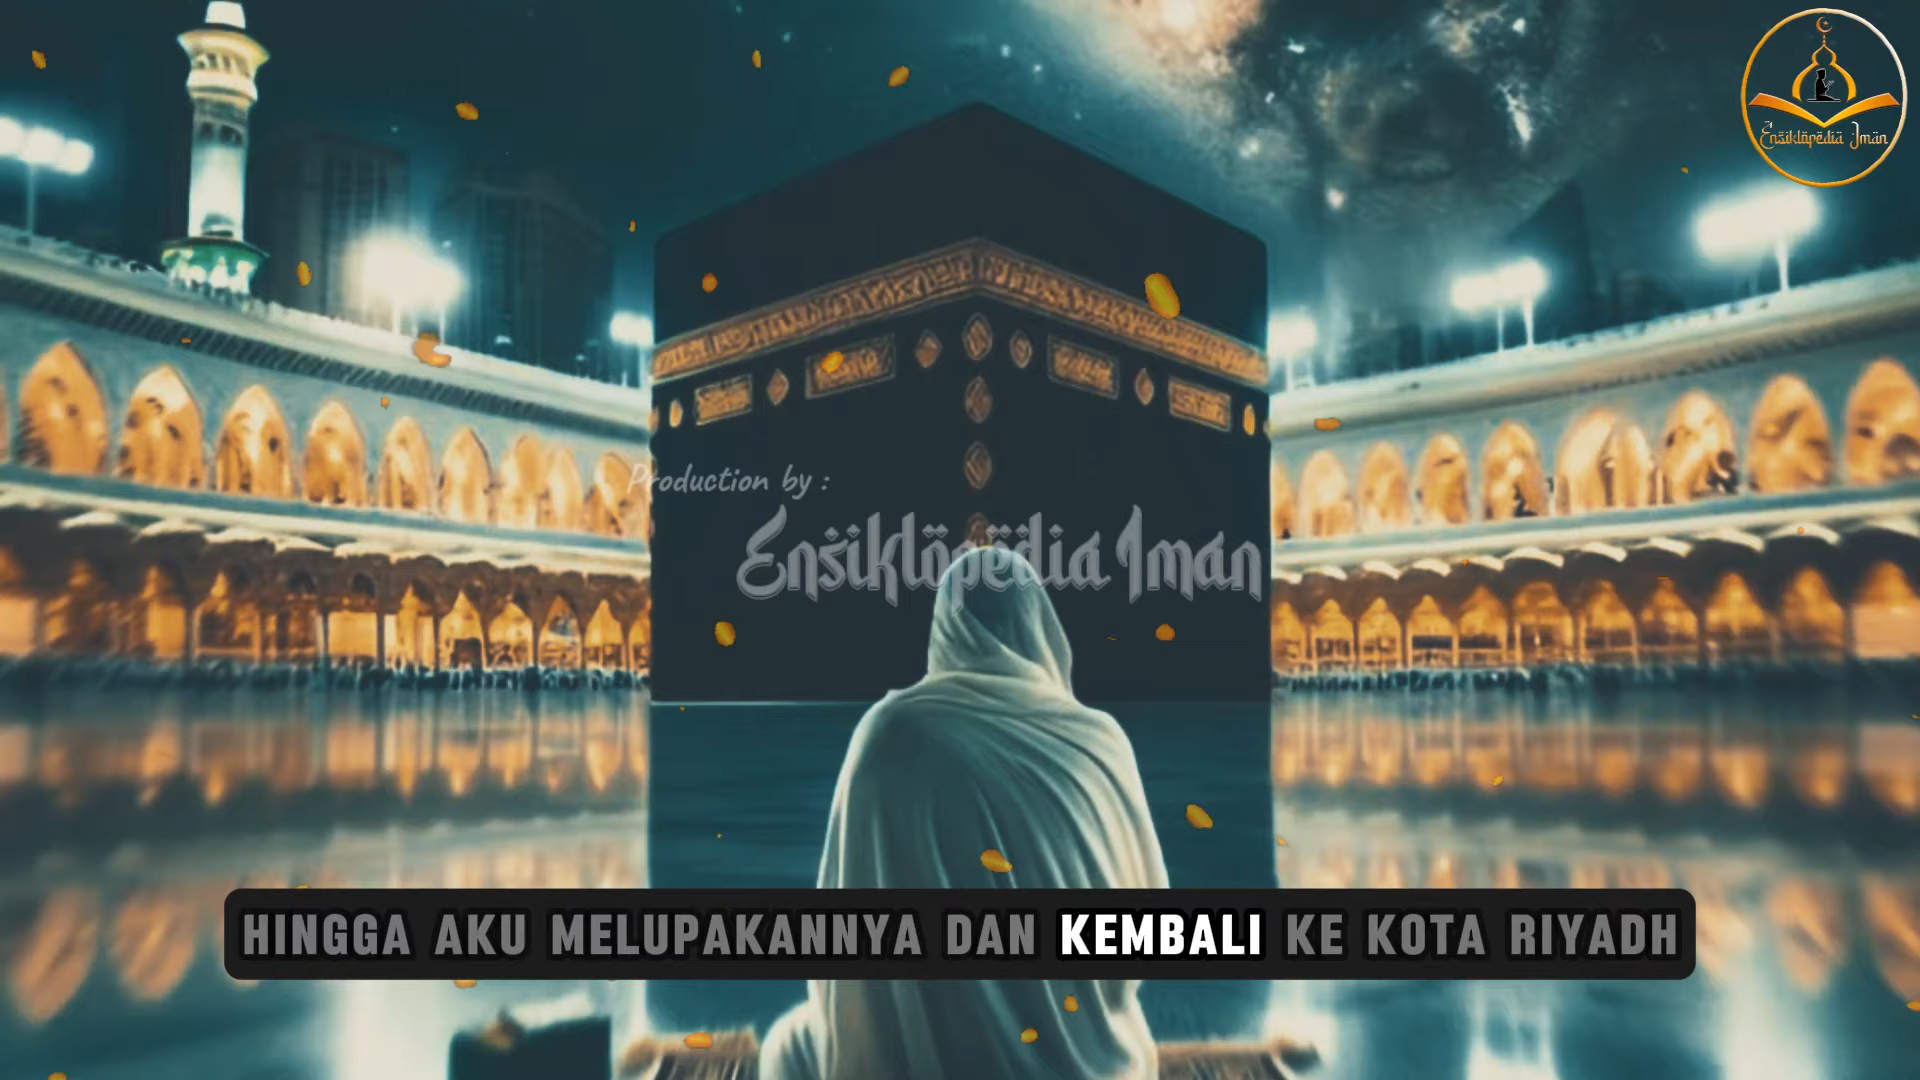 Ensiklopedia Iman
Production by :
Ensiklopedia Iman
HINGGA AKU MELUPAKANNYA DAN KEMBALI KE KOTA RIYADH